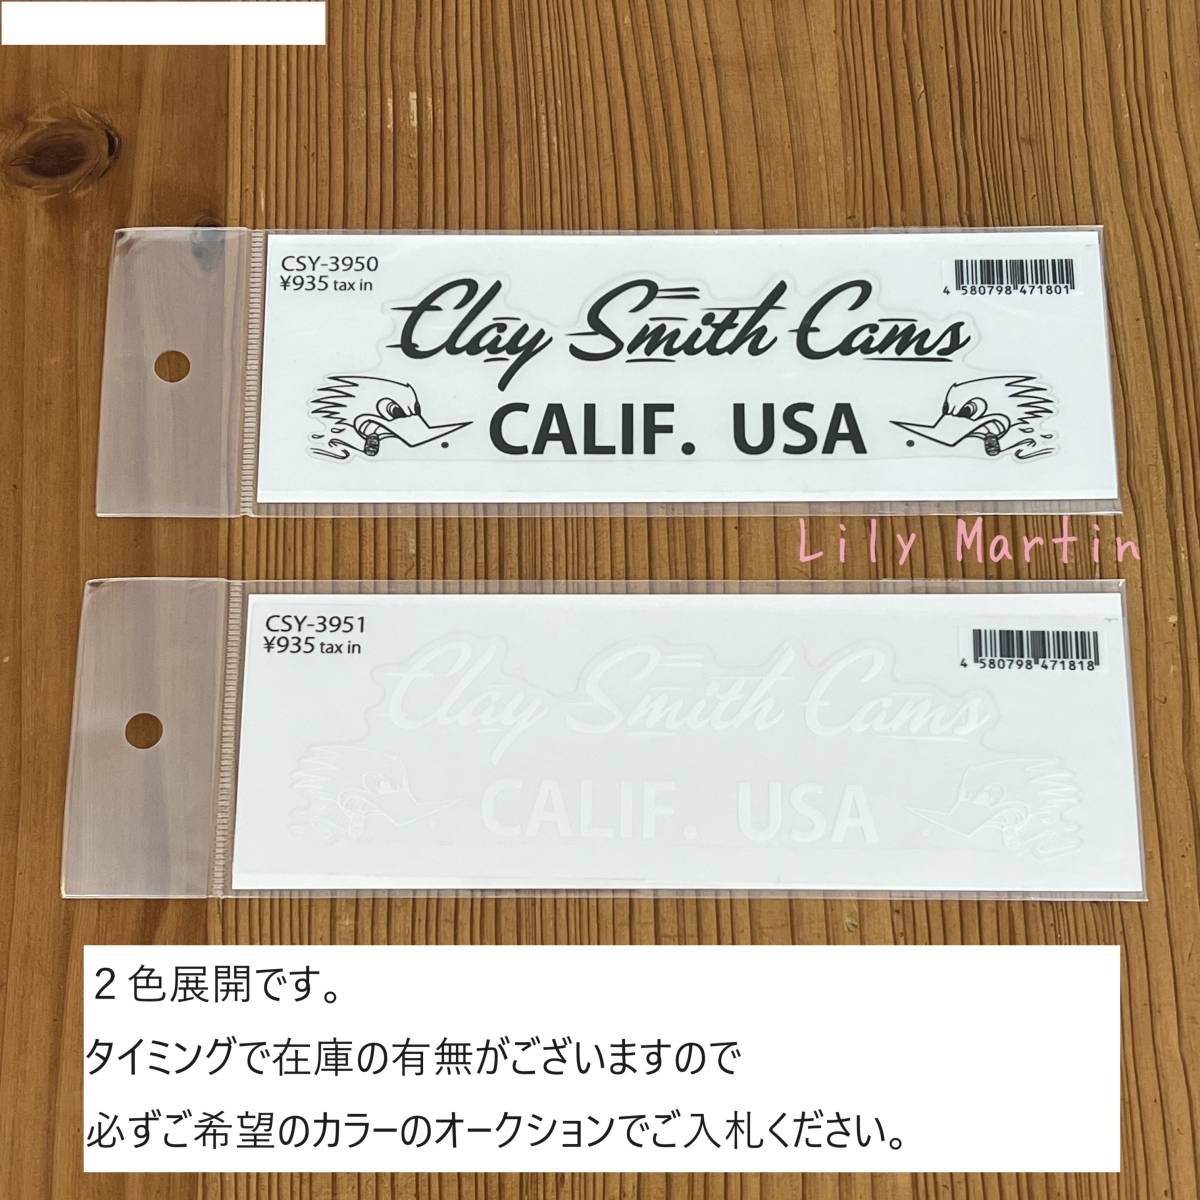 CSY-3950
¥935 tax in
4 580798 471801
Clay Smith Cams
CALIF. USA
Lily Martin
CSY-3951
¥935 tax in
4 580798 471818
Clay Smith Cams
CALIF. USA
２色展開です。
タイミングで在庫の有無がございますので
必ずご希望のカラーのオークションでご入札ください。